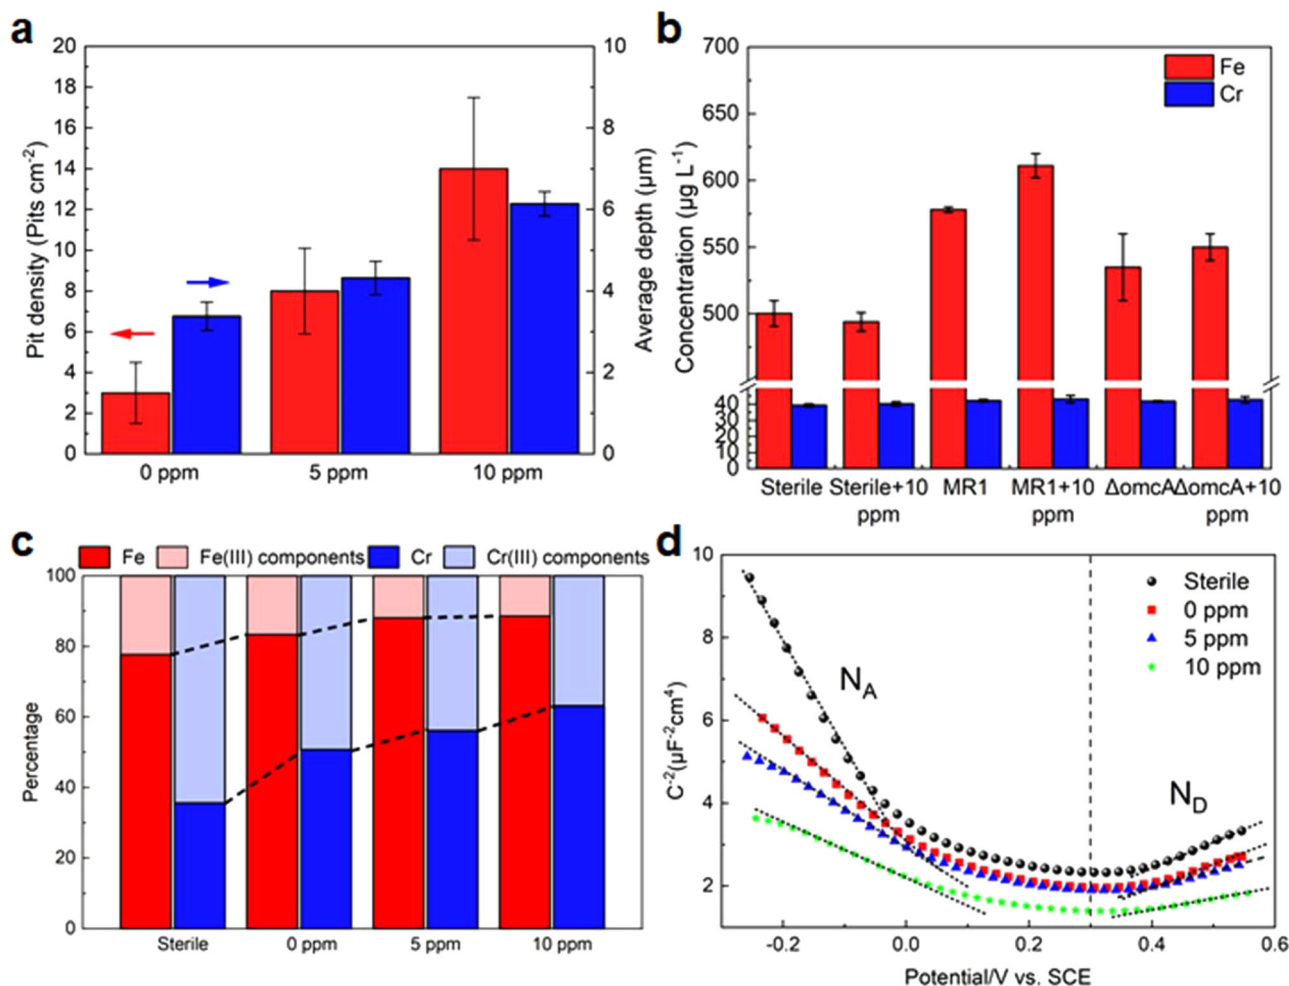 a
20
18
16
14
12
10
8
6
4
2
0
Pit density (Pits cm-2)
10
8
6
4
2
0
Average depth (μm)
0 ppm 5 ppm 10 ppm
b
700
650
600
550
500
40
30
20
10
0
Concentration (μg L-1)
Fe
Cr
Sterile Sterile+10 ppm MR1 MR1+10 ppm ΔomcA ΔomcA+10 ppm
c
Fe Fe(III) components Cr Cr(III) components
100
80
60
40
20
0
Percentage
Sterile 0 ppm 5 ppm 10 ppm
d
10
8
6
4
2
C-2(μF-2cm4)
Sterile
0 ppm
5 ppm
10 ppm
NA
ND
-0.2 0.0 0.2 0.4 0.6
Potential/V vs. SCE